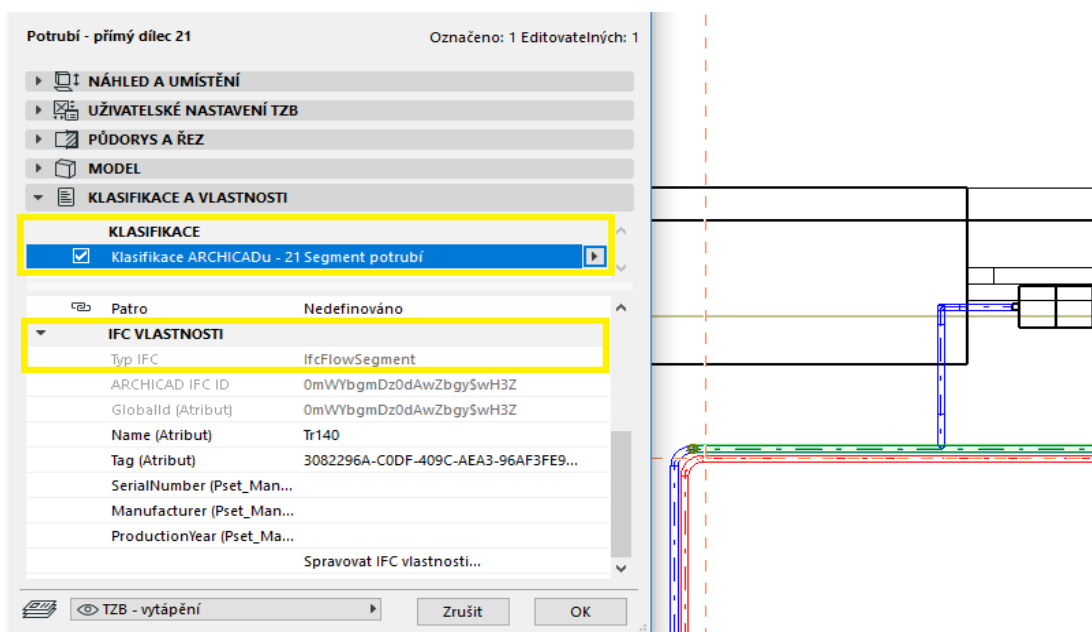 Potrubí - přímý dílec 21 Označeno: 1 Editovatelných: 1
NÁHLED A UMÍSTĚNÍ
UŽIVATELSKÉ NASTAVENÍ TZB
PŮDORYS A ŘEZ
MODEL
KLASIFIKACE A VLASTNOSTI
KLASIFIKACE
Klasifikace ARCHICADu - 21 Segment potrubí
Patro Nedefinováno
IFC VLASTNOSTI
Typ IFC IfcFlowSegment
ARCHICAD IFC ID 0mWYbgmDz0dAwZbgy$wH3Z
GlobalId (Atribut) 0mWYbgmDz0dAwZbgy$wH3Z
Name (Atribut) Tr140
Tag (Atribut) 3082296A-C0DF-409C-AEA3-96AF3FE9...
SerialNumber (Pset_Man...
Manufacturer (Pset_Man...
ProductionYear (Pset_Ma...
Spravovat IFC vlastnosti...
TZB - vytápění Zrušit OK